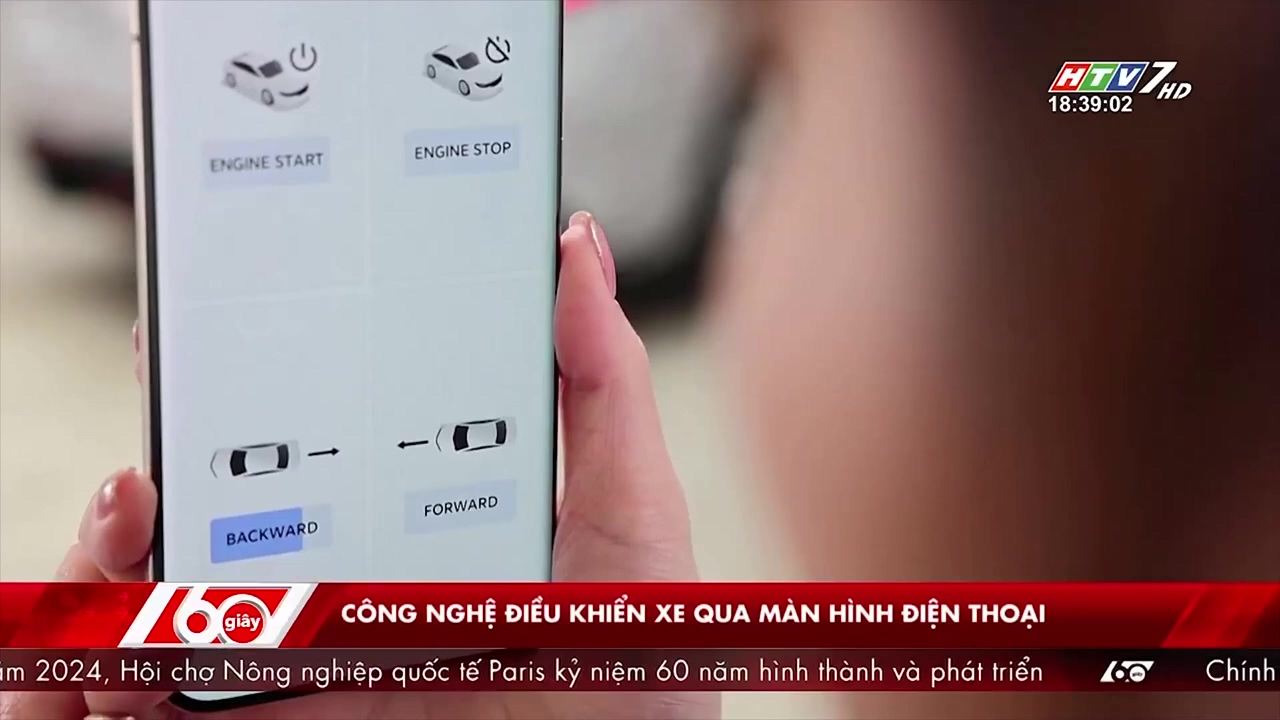 HTV7 HD
18:39:02
ENGINE START
ENGINE STOP
BACKWARD
FORWARD
60 giây
CÔNG NGHỆ ĐIỀU KHIỂN XE QUA MÀN HÌNH ĐIỆN THOẠI
2024, Hội chợ Nông nghiệp quốc tế Paris kỷ niệm 60 năm hình thành và phát triển 60 giây Chính